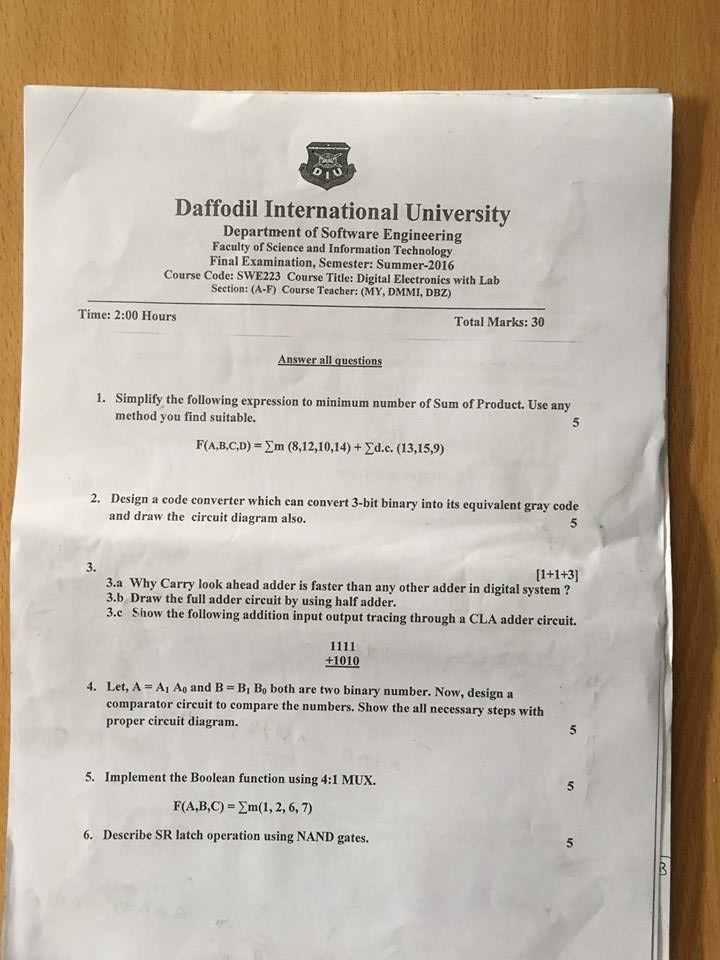 DIU
Daffodil International University
Department of Software Engineering
Faculty of Science and Information Technology
Final Examination, Semester: Summer-2016
Course Code: SWE223 Course Title: Digital Electronics with Lab
Section: (A-F) Course Teacher: (MY, DMMI, DBZ)
Time: 2:00 Hours Total Marks: 30
Answer all questions
1. Simplify the following expression to minimum number of Sum of Product. Use any
method you find suitable. 5
F(A,B,C,D) = ∑m (8,12,10,14) + ∑d.c. (13,15,9)
2. Design a code converter which can convert 3-bit binary into its equivalent gray code
and draw the circuit diagram also. 5
3. [1+1+3]
3.a Why Carry look ahead adder is faster than any other adder in digital system ?
3.b Draw the full adder circuit by using half adder.
3.c Show the following addition input output tracing through a CLA adder circuit.
1111
+1010
4. Let, A = A₁ A₀ and B = B₁ B₀ both are two binary number. Now, design a
comparator circuit to compare the numbers. Show the all necessary steps with
proper circuit diagram. 5
5. Implement the Boolean function using 4:1 MUX. 5
F(A,B,C) = ∑m(1, 2, 6, 7)
6. Describe SR latch operation using NAND gates. 5